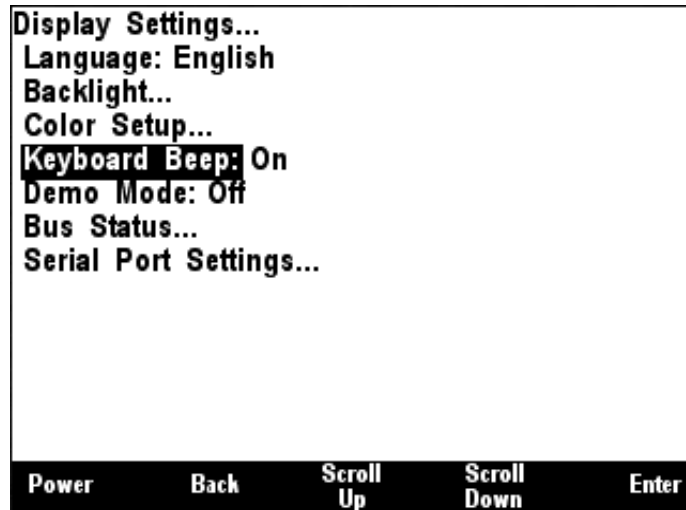 Display Settings...
Language: English
Backlight...
Color Setup...
Keyboard Beep: On
Demo Mode: Off
Bus Status...
Serial Port Settings...
Power Back Scroll Up Scroll Down Enter